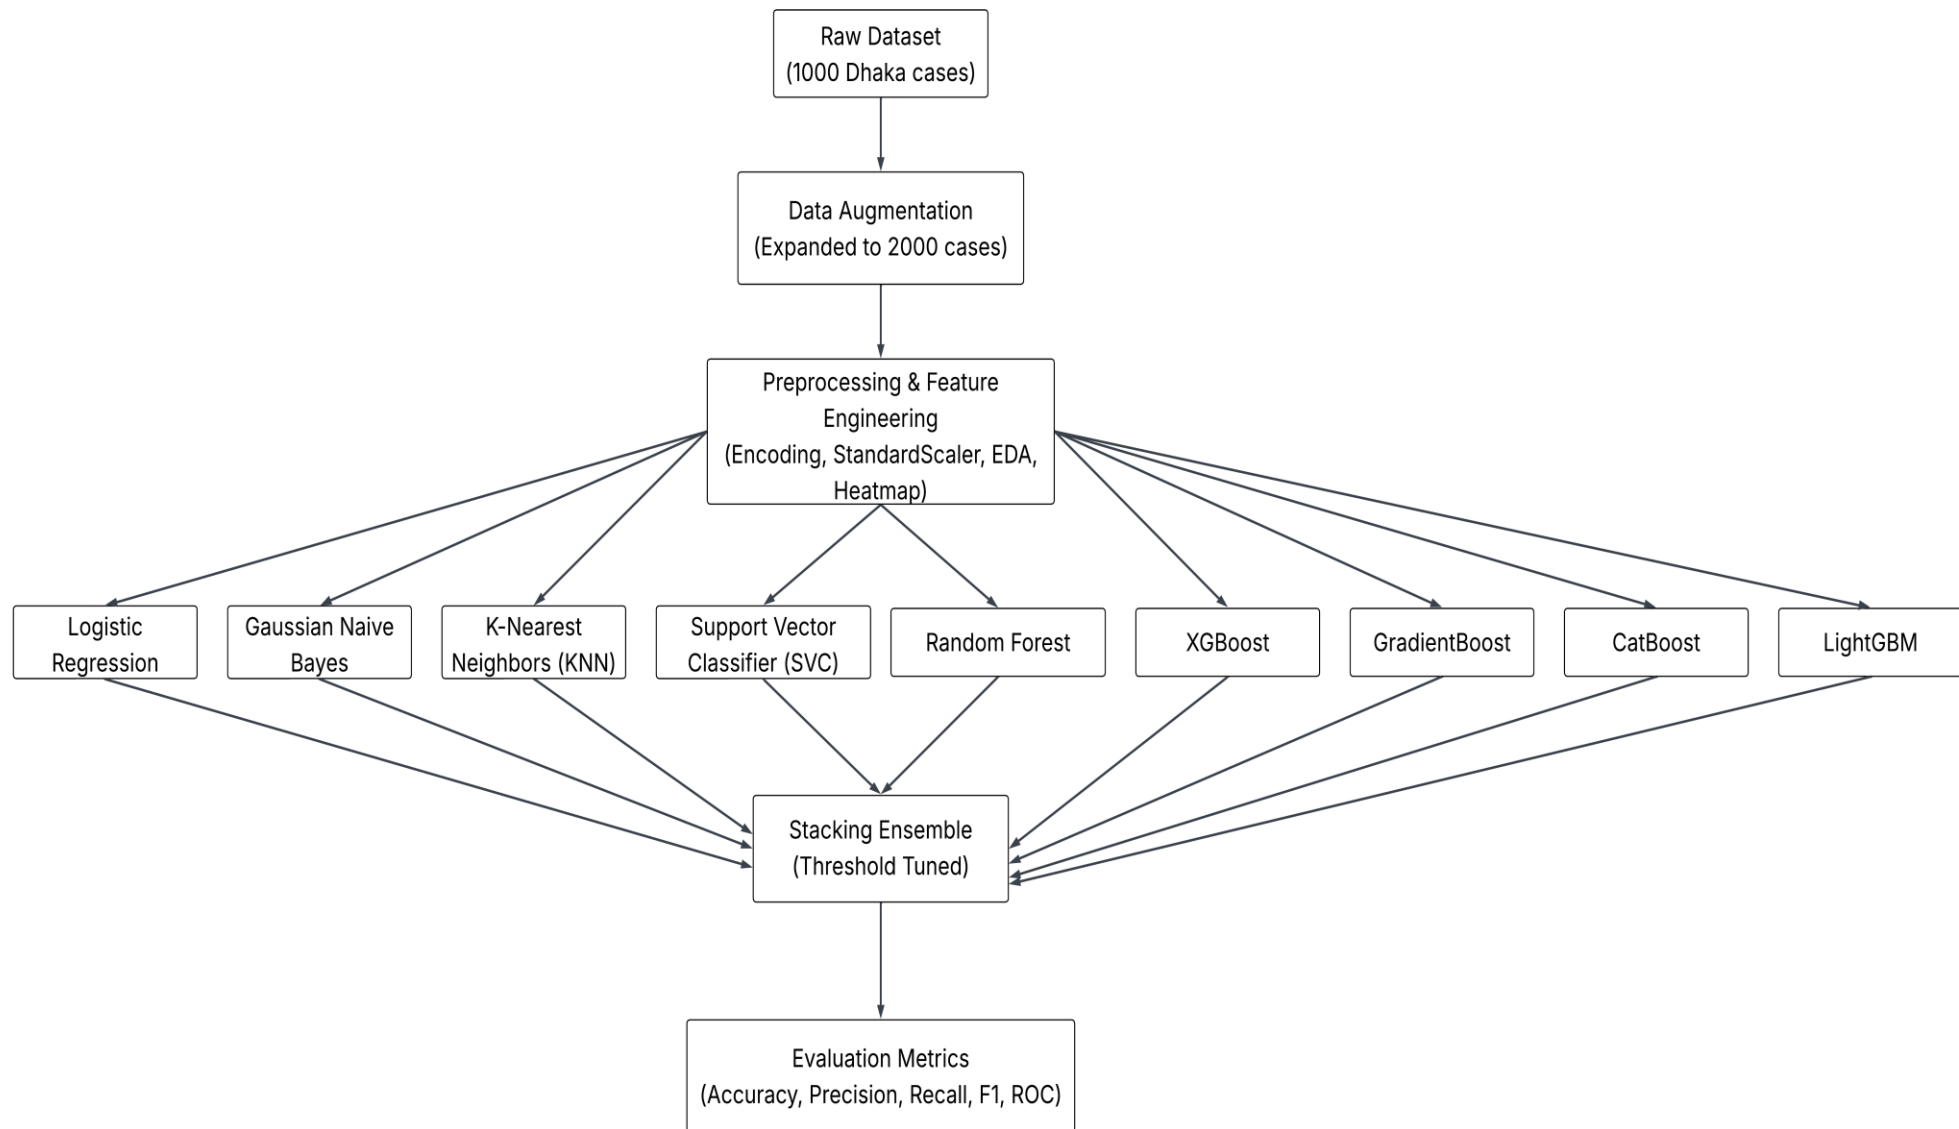 Raw Dataset
(1000 Dhaka cases)
Data Augmentation
(Expanded to 2000 cases)
Preprocessing & Feature
Engineering
(Encoding, StandardScaler, EDA,
Heatmap)
Logistic
Regression
Gaussian Naive
Bayes
K-Nearest
Neighbors (KNN)
Support Vector
Classifier (SVC)
Random Forest
XGBoost
GradientBoost
CatBoost
LightGBM
Stacking Ensemble
(Threshold Tuned)
Evaluation Metrics
(Accuracy, Precision, Recall, F1, ROC)